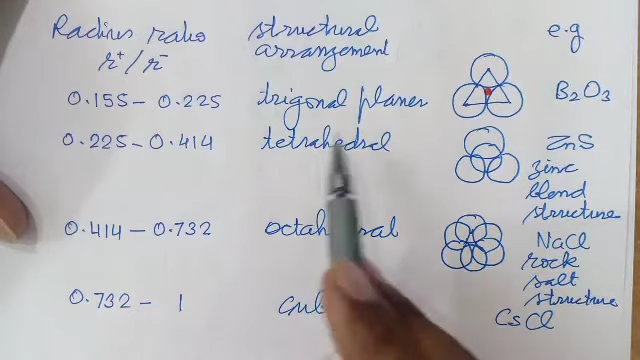 Radius ratio structural e.g
r⁺/r⁻ arrangement
0.155 - 0.225 trigonal planer B₂O₃
0.225 - 0.414 tetrahedral ZnS
zinc
blend
structure
0.414 - 0.732 NaCl
rock
salt
structure
0.732 - 1 CsCl